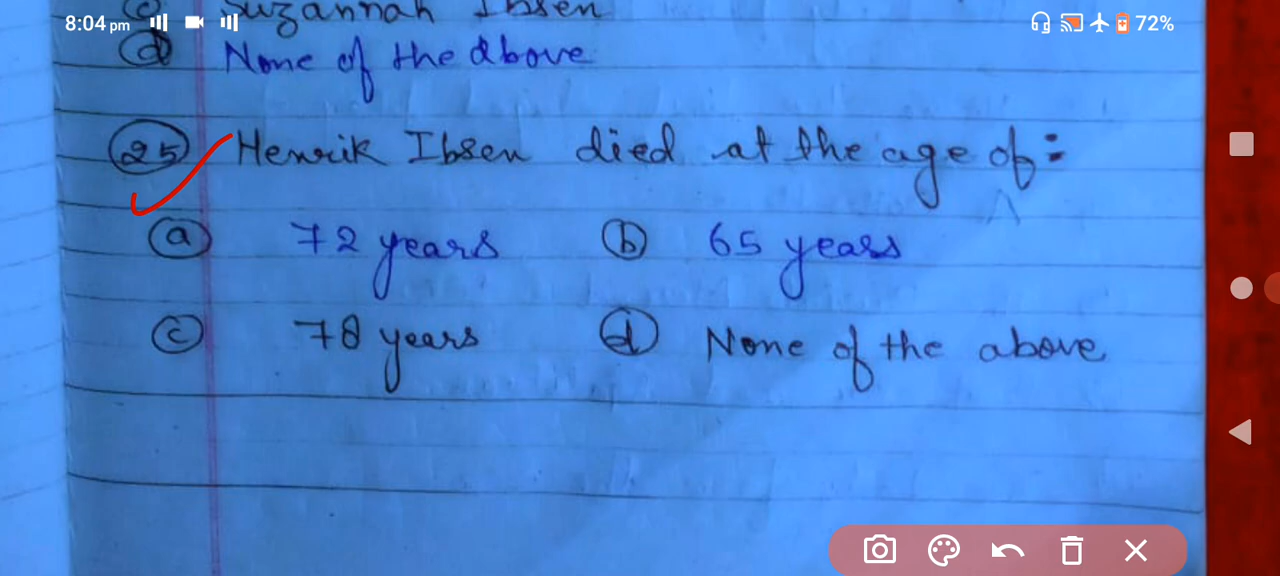 8:04 pm
72%
c Suzannah Ibsen
d None of the above
25 Henrik Ibsen died at the age of :
a 72 years b 65 years
c 78 years d None of the above